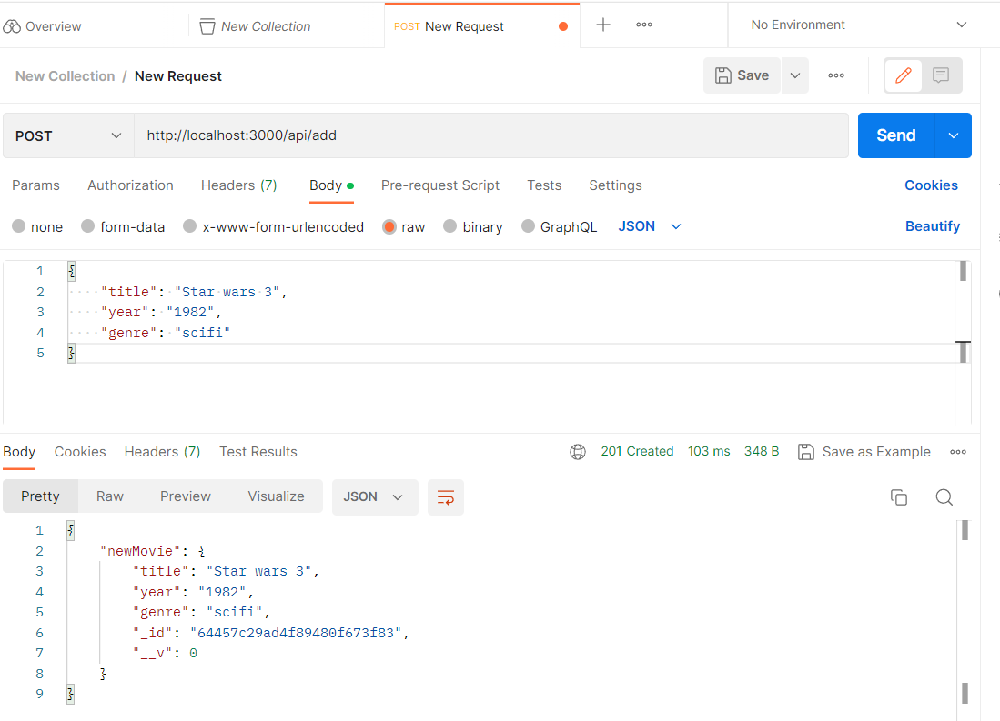 Overview New Collection POST New Request No Environment
New Collection / New Request Save
POST http://localhost:3000/api/add Send
Params Authorization Headers (7) Body Pre-request Script Tests Settings Cookies
none form-data x-www-form-urlencoded raw binary GraphQL JSON Beautify
1 {
2 "title": "Star wars 3",
3 "year": "1982",
4 "genre": "scifi"
5 }
Body Cookies Headers (7) Test Results 201 Created 103 ms 348 B Save as Example
Pretty Raw Preview Visualize JSON
1 {
2 "newMovie": {
3 "title": "Star wars 3",
4 "year": "1982",
5 "genre": "scifi",
6 "_id": "64457c29ad4f89480f673f83",
7 "__v": 0
8 }
9 }